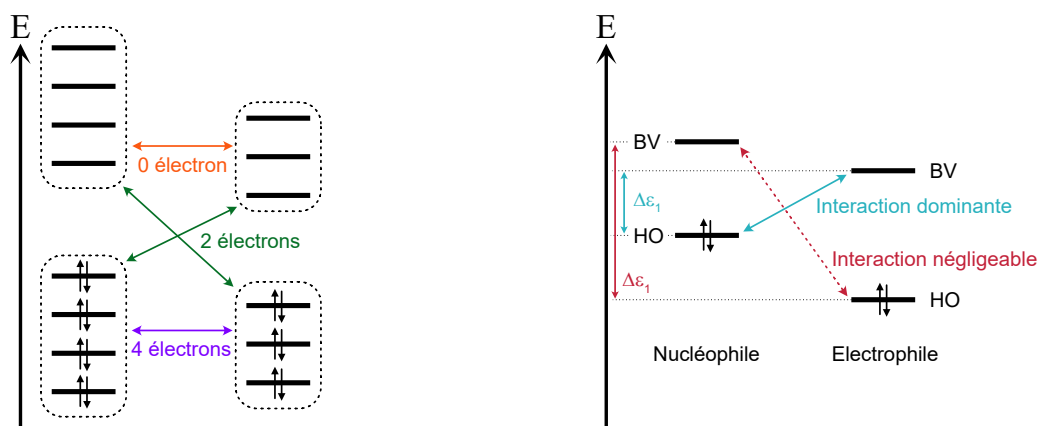 E
0 électron
2 électrons
4 électrons
E
BV
BV
Δε₁
Interaction dominante
HO
Interaction négligeable
Δε₁
HO
Nucléophile
Electrophile